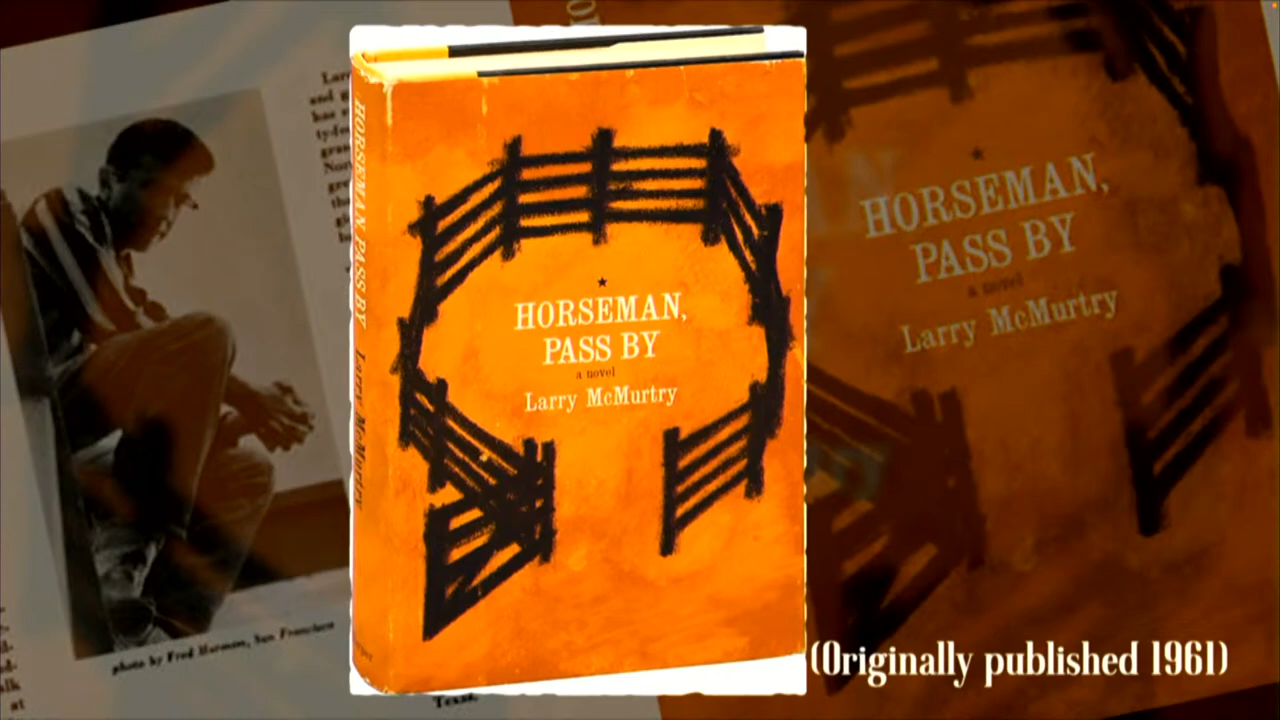 HORSEMAN,
PASS BY
a novel
Larry McMurtry
HORSEMAN, PASS BY Larry McMurtry
HORSEMAN,
PASS BY
a novel
Larry McMurtry
photo by Fred Harmon, San Francisco
Texas.
(Originally published 1961)